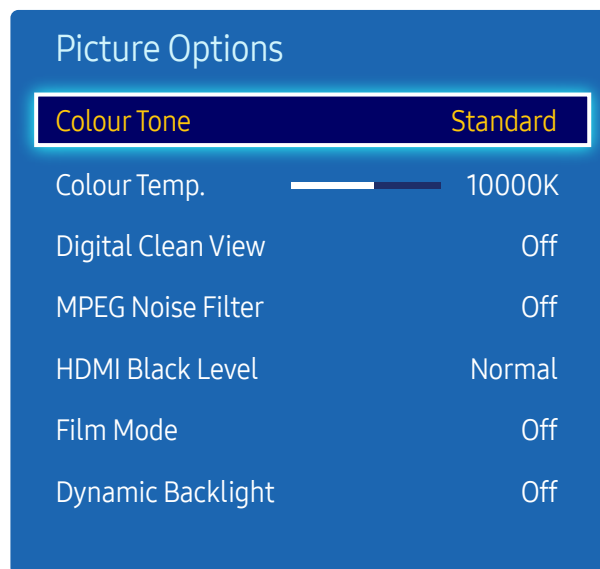 Picture Options
Colour Tone Standard
Colour Temp. 10000K
Digital Clean View Off
MPEG Noise Filter Off
HDMI Black Level Normal
Film Mode Off
Dynamic Backlight Off